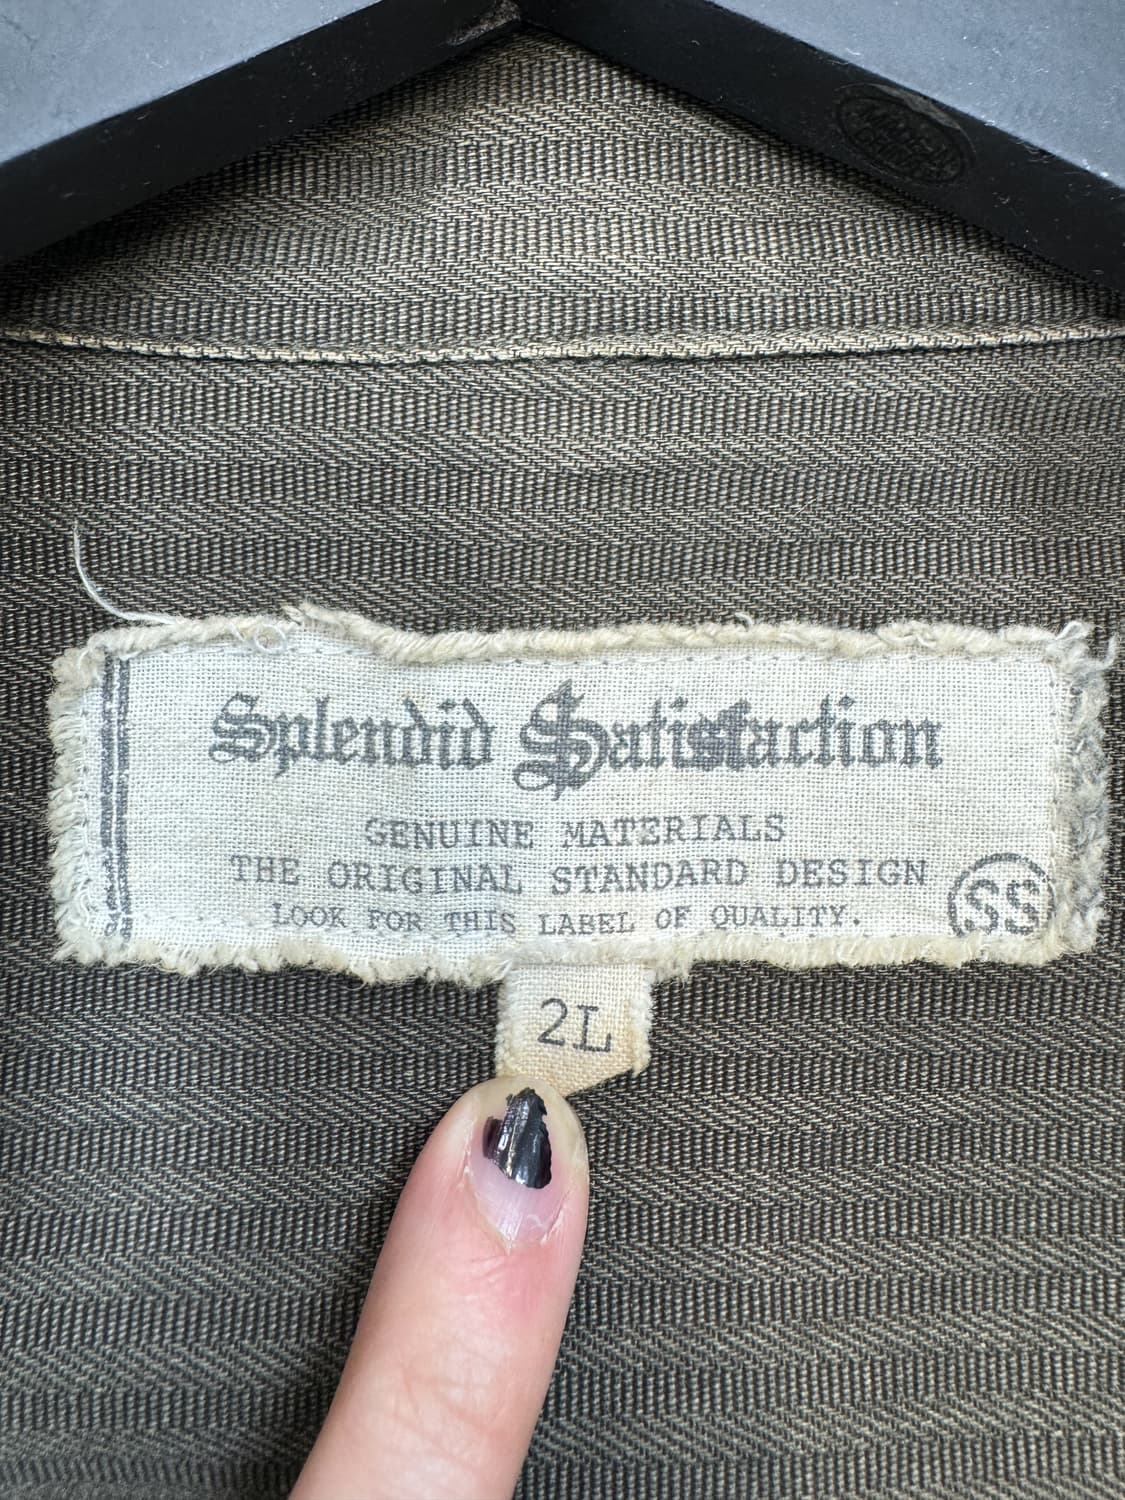 Splendid Satisfaction
GENUINE MATERIALS
THE ORIGINAL STANDARD DESIGN
LOOK FOR THIS LABEL OF QUALITY.
SS
2L